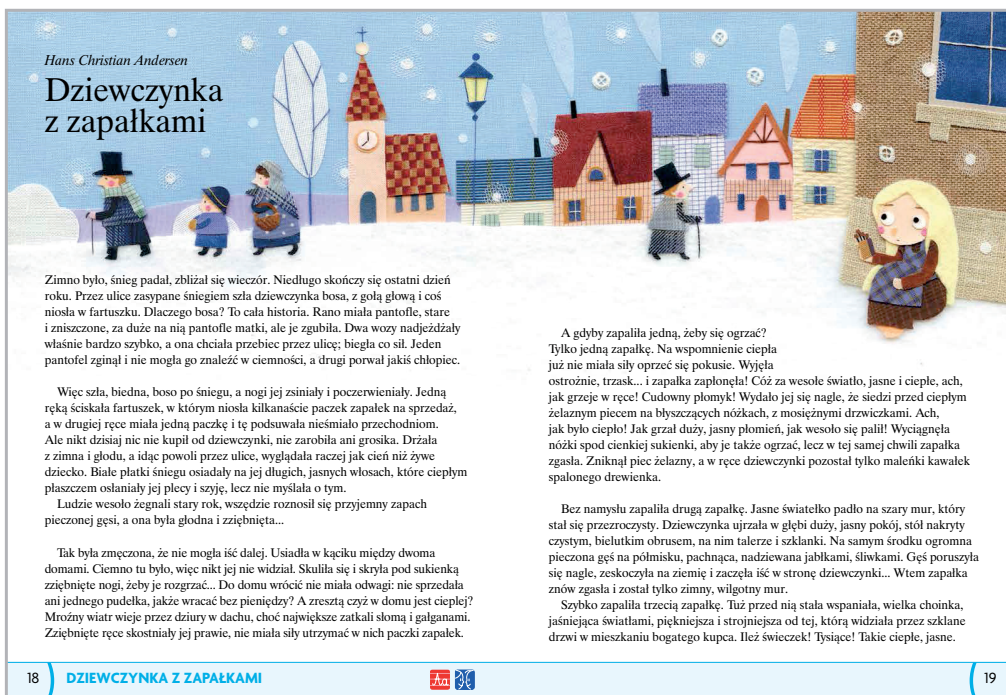 Hans Christian Andersen
Dziewczynka
z zapałkami
Zimno było, śnieg padał, zbliżał się wieczór. Niedługo skończy się ostatni dzień
roku. Przez ulice zasypane śniegiem szła dziewczynka bosa, z gołą głową i coś
niosła w fartuszku. Dlaczego bosa? To cała historia. Rano miała pantofle, stare
i zniszczone, za duże na nią pantofle matki, ale je zgubiła. Dwa wozy nadjeżdżały
właśnie bardzo szybko, a ona chciała przebiec przez ulicę; biegła co sił. Jeden
pantofel zginął i nie mogła go znaleźć w ciemności, a drugi porwał jakiś chłopiec.
Więc szła, biedna, boso po śniegu, a nogi jej zsiniały i poczerwieniały. Jedną
ręką ściskała fartuszek, w którym niosła kilkanaście paczek zapałek na sprzedaż,
a w drugiej ręce miała jedną paczkę i tę podsuwała nieśmiało przechodniom.
Ale nikt dzisiaj nic nie kupił od dziewczynki, nie zarobiła ani grosika. Drżała
z zimna i głodu, a idąc powoli przez ulice, wyglądała raczej jak cień niż żywe
dziecko. Białe płatki śniegu osiadały na jej długich, jasnych włosach, które ciepłym
płaszczem osłaniały jej plecy i szyję, lecz nie myślała o tym.
Ludzie wesoło żegnali stary rok, wszędzie roznosił się przyjemny zapach
pieczonej gęsi, a ona była głodna i zziębnięta...
Tak była zmęczona, że nie mogła iść dalej. Usiadła w kąciku między dwoma
domami. Ciemno tu było, więc nikt jej nie widział. Skuliła się i skryła pod sukienką
zziębnięte nogi, żeby je rozgrzać... Do domu wrócić nie miała odwagi: nie sprzedała
ani jednego pudełka, jakże wracać bez pieniędzy? A zresztą czyż w domu jest cieplej?
Mroźny wiatr wieje przez dziury w dachu, choć największe zatkali słomą i gałganami.
Zziębnięte ręce skostniały jej prawie, nie miała siły utrzymać w nich paczki zapałek.
A gdyby zapaliła jedną, żeby się ogrzać?
Tylko jedną zapałkę. Na wspomnienie ciepła
już nie miała siły oprzeć się pokusie. Wyjęła
ostrożnie, trzask... i zapałka zapłonęła! Cóż za wesołe światło, jasne i ciepłe, ach,
jak grzeje w ręce! Cudowny płomyk! Wydało jej się nagle, że siedzi przed ciepłym
żelaznym piecem na błyszczących nóżkach, z mosiężnymi drzwiczkami. Ach,
jak było ciepło! Jak grzał duży, jasny płomień, jak wesoło się palił! Wyciągnęła
nóżki spod cienkiej sukienki, aby je także ogrzać, lecz w tej samej chwili zapałka
zgasła. Zniknął piec żelazny, a w ręce dziewczynki pozostał tylko maleńki kawałek
spalonego drewienka.
Bez namysłu zapaliła drugą zapałkę. Jasne światełko padło na szary mur, który
stał się przezroczysty. Dziewczynka ujrzała w głębi duży, jasny pokój, stół nakryty
czystym, bielutkim obrusem, na nim talerze i szklanki. Na samym środku ogromna
pieczona gęś na półmisku, pachnąca, nadziewana jabłkami, śliwkami. Gęś poruszyła
się nagle, zeskoczyła na ziemię i zaczęła iść w stronę dziewczynki... Wtem zapałka
znów zgasła i został tylko zimny, wilgotny mur.
Szybko zapaliła trzecią zapałkę. Tuż przed nią stała wspaniała, wielka choinka,
jaśniejąca światłami, piękniejsza i strojniejsza od tej, którą widziała przez szklane
drzwi w mieszkaniu bogatego kupca. Ileż świeczek! Tysiące! Takie ciepłe, jasne.
18 DZIEWCZYNKA Z ZAPAŁKAMI
Aa
19